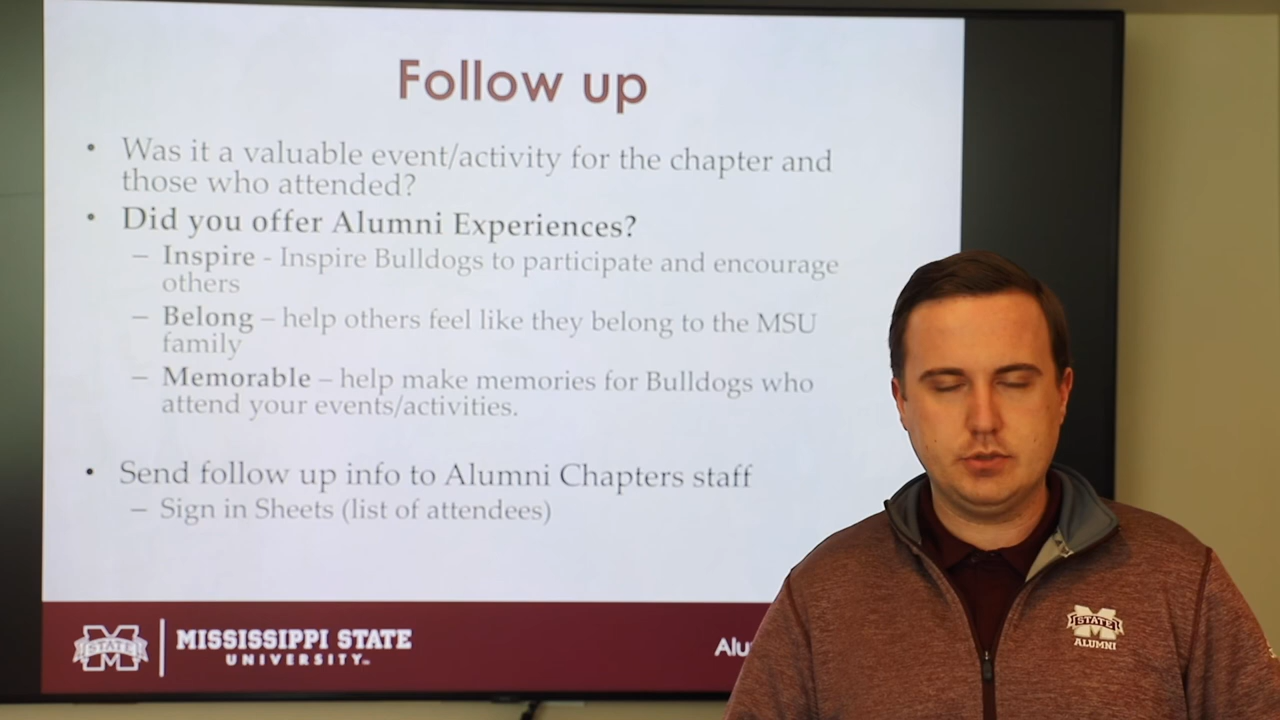 Follow up
• Was it a valuable event/activity for the chapter and
those who attended?
• Did you offer Alumni Experiences?
– Inspire - Inspire Bulldogs to participate and encourage
others
– Belong – help others feel like they belong to the MSU
family
– Memorable – help make memories for Bulldogs who
attend your events/activities.
• Send follow up info to Alumni Chapters staff
– Sign in Sheets (list of attendees)
STATE
MISSISSIPPI STATE
UNIVERSITY™
STATE
ALUMNI